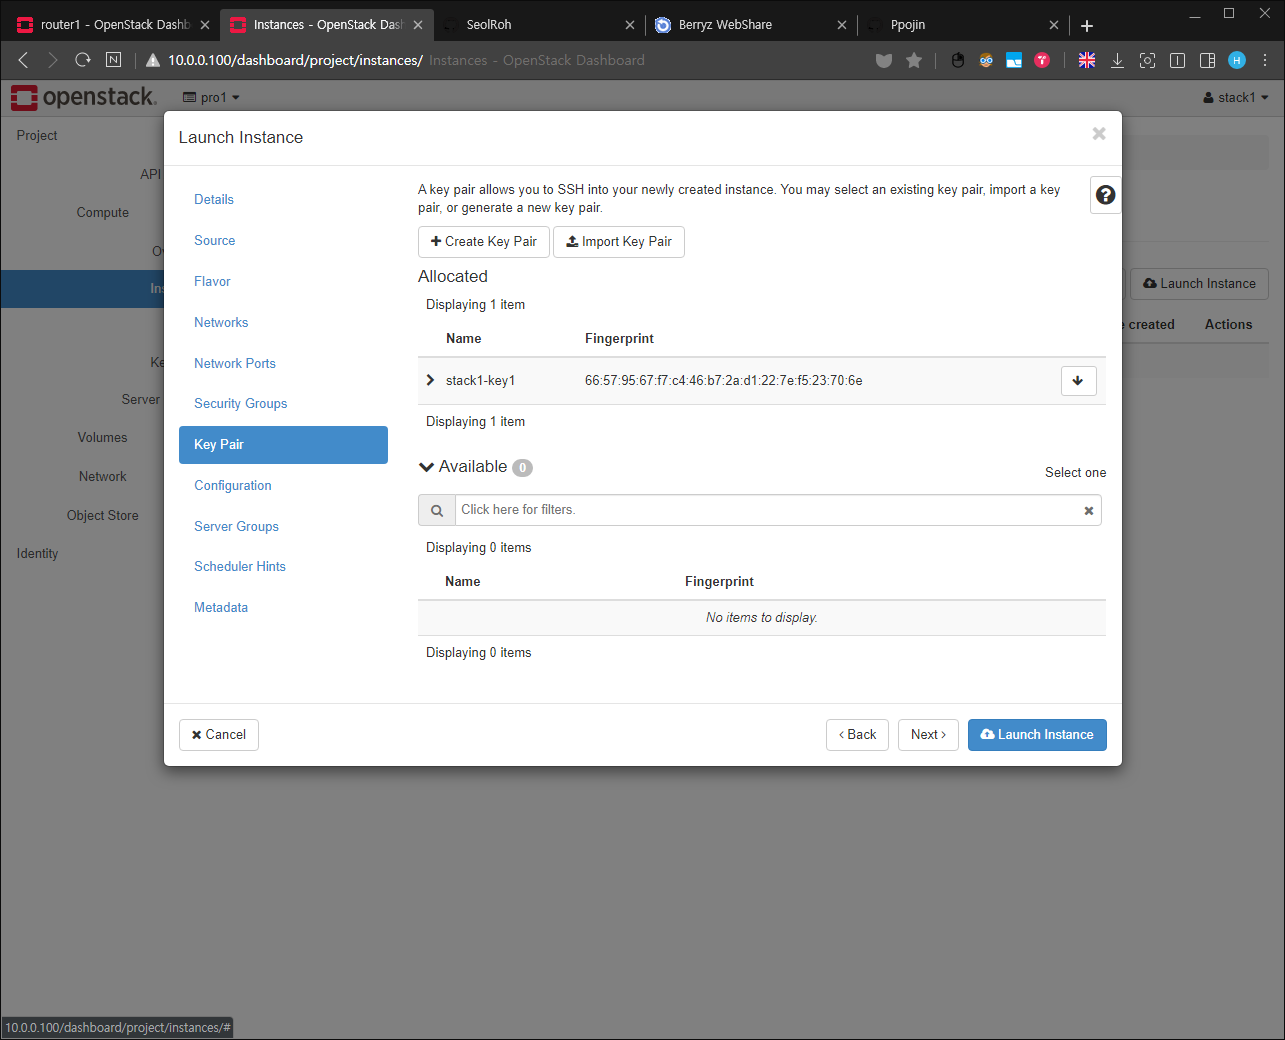 router1 - OpenStack Dashb
Instances - OpenStack Dash
SeolRoh
Berryz WebShare
Ppojin
10.0.0.100/dashboard/project/instances/ Instances - OpenStack Dashboard
openstack.
pro1
stack1
Project
API
Compute
Ov
Ins
Ke
Server
Volumes
Network
Object Store
Identity
Launch Instance
e created
Actions
Launch Instance
Details
Source
Flavor
Networks
Network Ports
Security Groups
Key Pair
Configuration
Server Groups
Scheduler Hints
Metadata
A key pair allows you to SSH into your newly created instance. You may select an existing key pair, import a key
pair, or generate a new key pair.
Create Key Pair
Import Key Pair
Allocated
Displaying 1 item
Name Fingerprint
stack1-key1 66:57:95:67:f7:c4:46:b7:2a:d1:22:7e:f5:23:70:6e
Displaying 1 item
Available 0
Select one
Click here for filters.
Displaying 0 items
Name Fingerprint
No items to display.
Displaying 0 items
Cancel
‹ Back
Next ›
Launch Instance
10.0.0.100/dashboard/project/instances/#